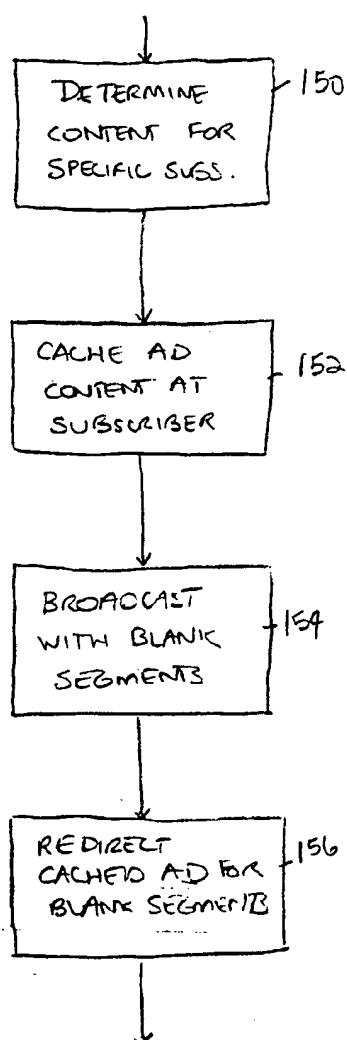 DETERMINE
CONTENT FOR
SPECIFIC SUBS.
150
CACHE AD
CONTENT AT
SUBSCRIBER
152
BROADCAST
WITH BLANK
SEGMENTS
154
REDIRECT
CACHED AD FOR
BLANK SEGMENTS
156